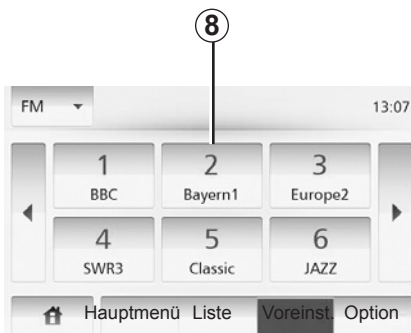 8
FM 13:07
1 2 3
BBC Bayern1 Europe2
4 5 6
SWR3 Classic JAZZ
Hauptmenü Liste Voreinst. Option